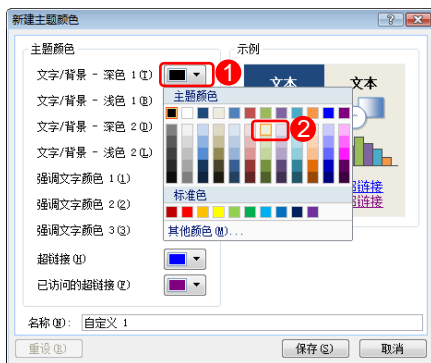 新建主题颜色
主题颜色
示例
文字/背景 - 深色 1(T)
1
文字/背景 - 浅色 1(B)
文字/背景 - 深色 2(D)
文字/背景 - 浅色 2(L)
强调文字颜色 1(1)
强调文字颜色 2(2)
强调文字颜色 3(3)
超链接(H)
已访问的超链接(F)
主题颜色
2
标准色
其他颜色(M)...
文本
文本
超链接
超链接
名称(N): 自定义 1
重设(R)
保存(S)
取消